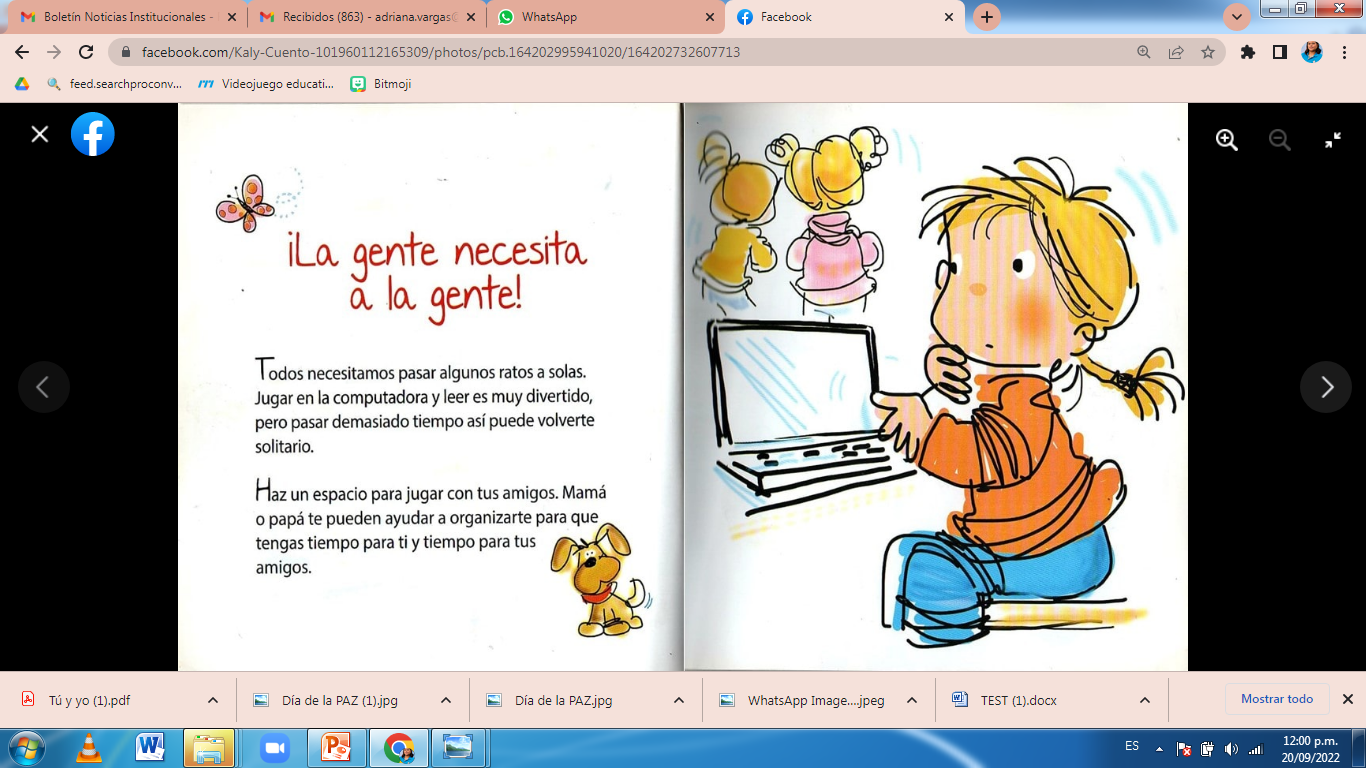 Boletín Noticias Institucionales -
Recibidos (863) - adriana.vargas
WhatsApp
Facebook
facebook.com/Kaly-Cuento-101960112165309/photos/pcb.164202995941020/164202732607713
feed.searchproconv...
Videojuego educati...
Bitmoji
¡La gente necesita
a la gente!
Todos necesitamos pasar algunos ratos a solas.
Jugar en la computadora y leer es muy divertido,
pero pasar demasiado tiempo así puede volverte
solitario.
Haz un espacio para jugar con tus amigos. Mamá
o papá te pueden ayudar a organizarte para que
tengas tiempo para ti y tiempo para tus
amigos.
Tú y yo (1).pdf
Día de la PAZ (1).jpg
Día de la PAZ.jpg
WhatsApp Image....jpeg
TEST (1).docx
Mostrar todo
ES
12:00 p.m.
20/09/2022